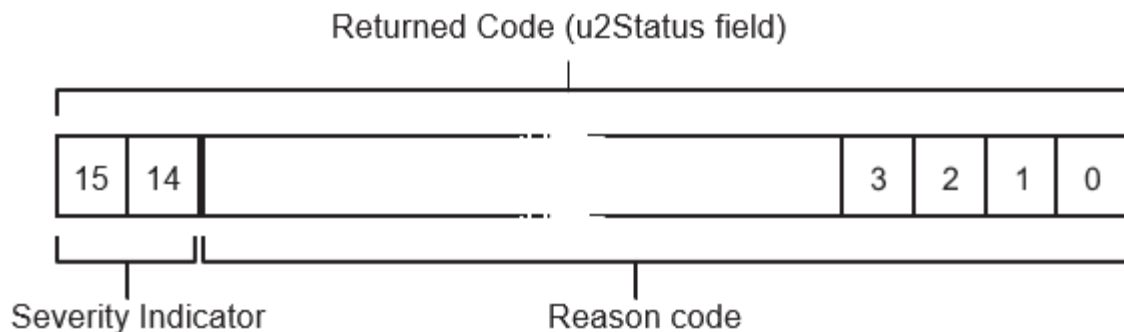 Returned Code (u2Status field)
15 14 3 2 1 0
Severity Indicator Reason code